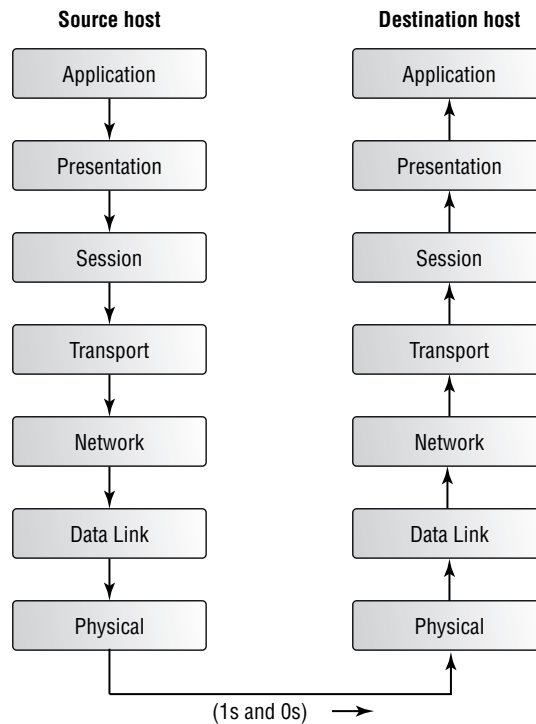 Source host
Destination host
Application
Application
Presentation
Presentation
Session
Session
Transport
Transport
Network
Network
Data Link
Data Link
Physical
Physical
(1s and 0s)